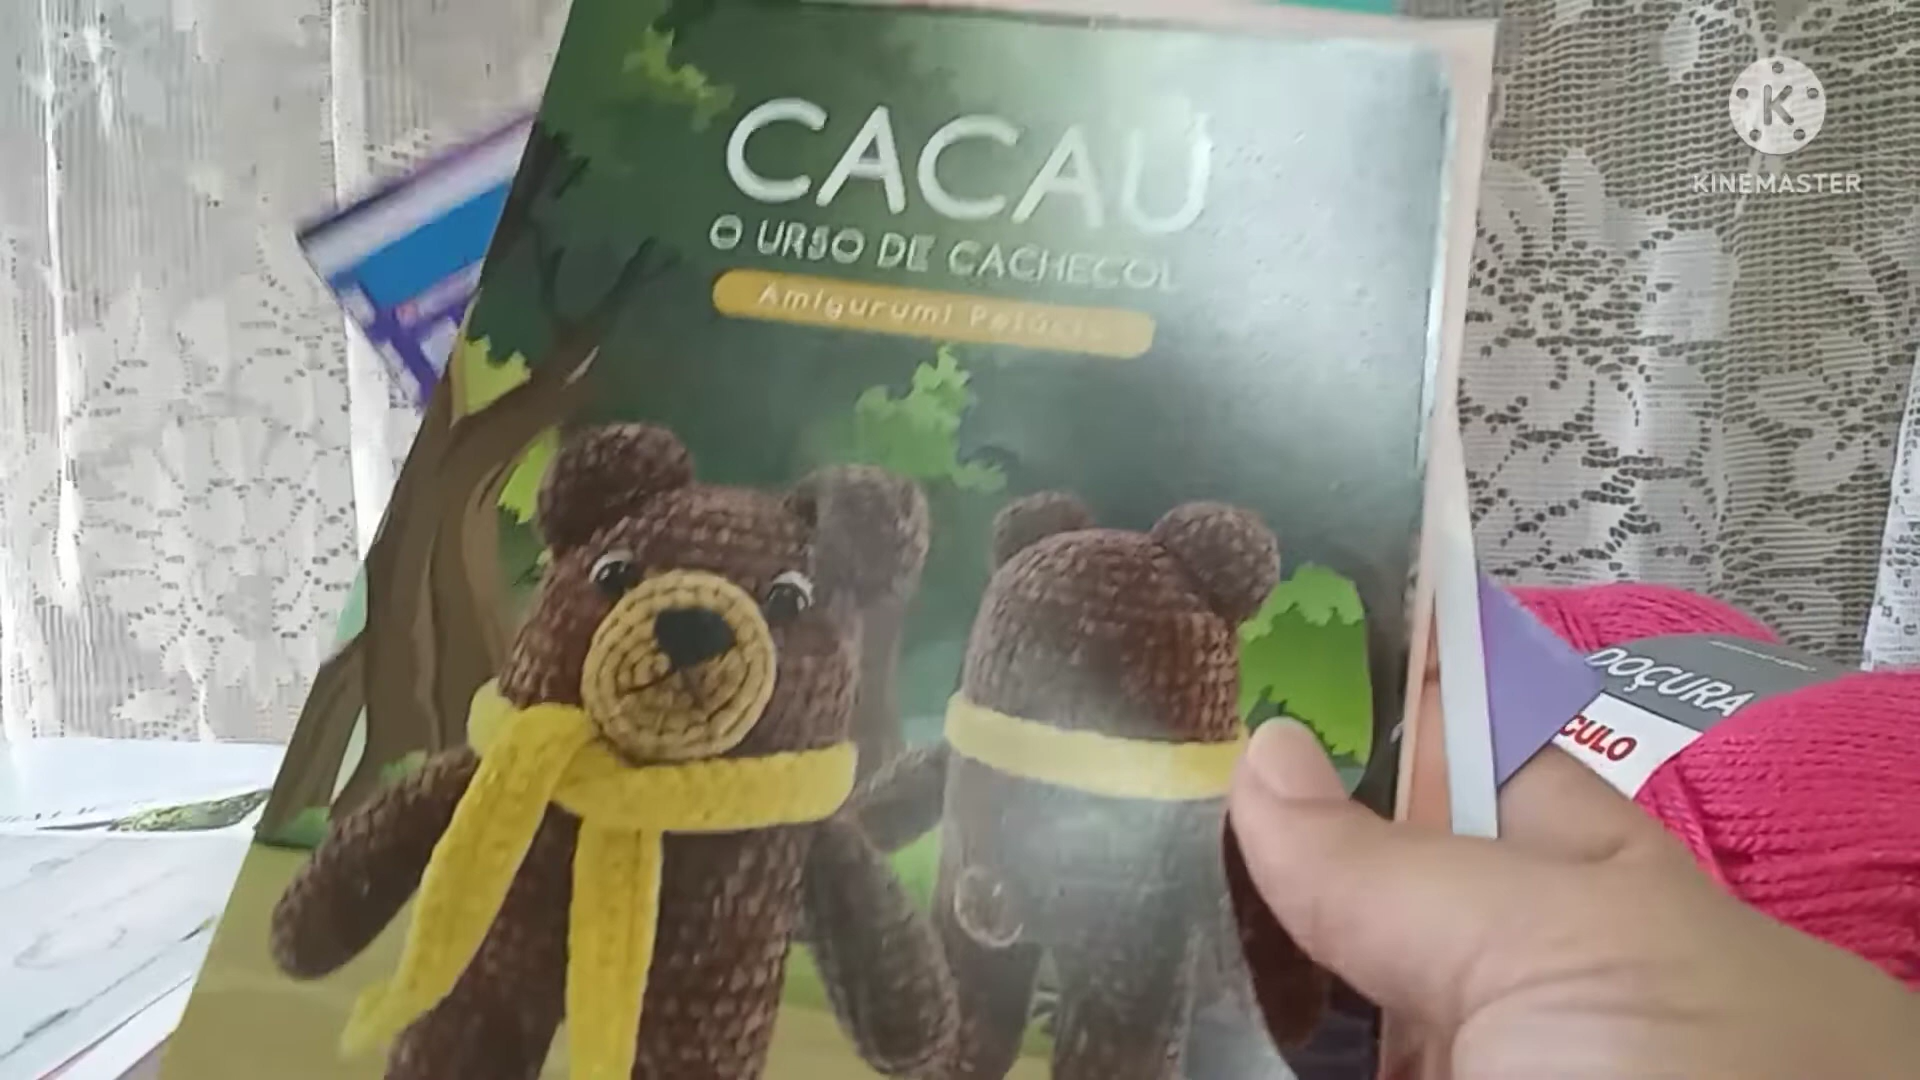 CACAU
O URSO DE CACHECOL
Amigurumi Pelúcia
KINEMASTER
DOÇURA
CULO